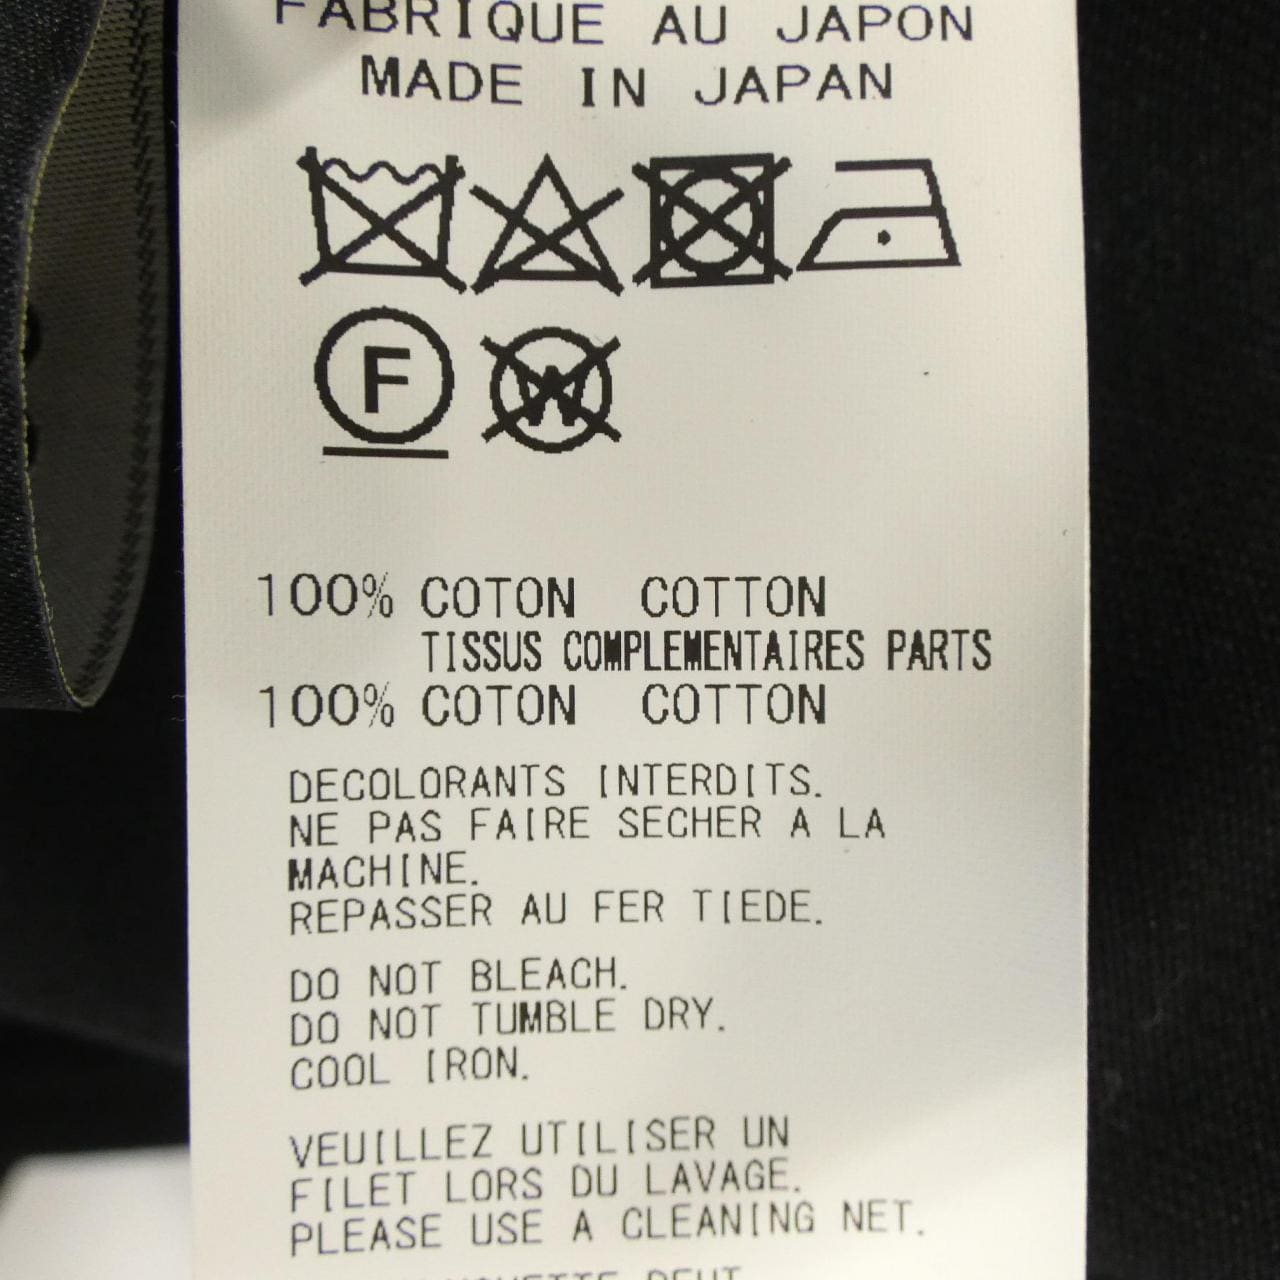 FABRIQUE AU JAPON
MADE IN JAPAN
F
W
100% COTON COTTON
TISSUS COMPLEMENTAIRES PARTS
100% COTON COTTON
DECOLORANTS INTERDITS.
NE PAS FAIRE SECHER A LA
MACHINE.
REPASSER AU FER TIEDE.
DO NOT BLEACH.
DO NOT TUMBLE DRY.
COOL IRON.
VEUILLEZ UTILISER UN
FILET LORS DU LAVAGE.
PLEASE USE A CLEANING NET.
PEUT